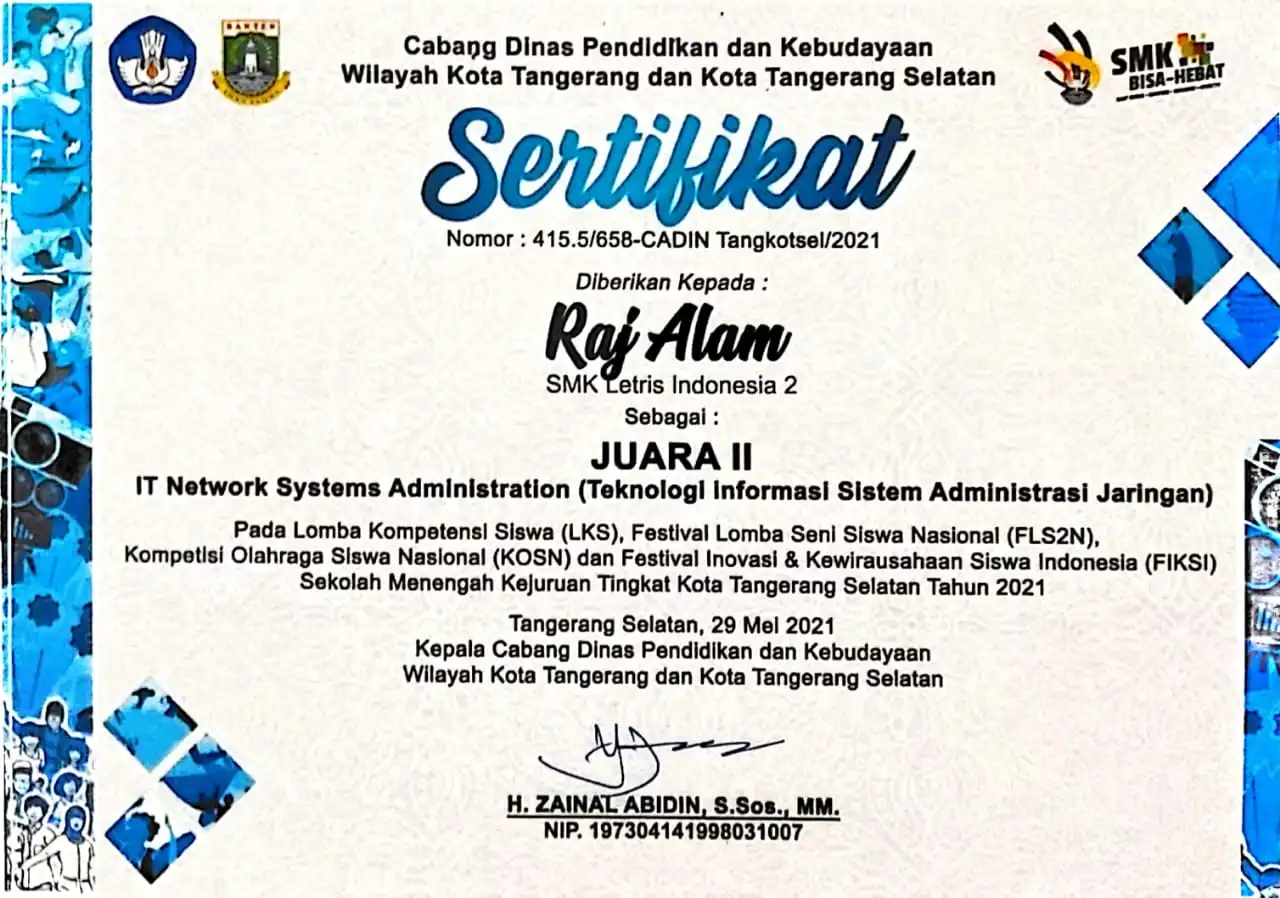 BANTEN
Cabang Dinas Pendidikan dan Kebudayaan
Wilayah Kota Tangerang dan Kota Tangerang Selatan
SMK
BISA-HEBAT
Sertifikat
Nomor : 415.5/658-CADIN Tangkotsel/2021
Diberikan Kepada :
Raj Alam
SMK Letris Indonesia 2
Sebagai :
JUARA II
IT Network Systems Administration (Teknologi Informasi Sistem Administrasi Jaringan)
Pada Lomba Kompetensi Siswa (LKS), Festival Lomba Seni Siswa Nasional (FLS2N),
Kompetisi Olahraga Siswa Nasional (KOSN) dan Festival Inovasi & Kewirausahaan Siswa Indonesia (FIKSI)
Sekolah Menengah Kejuruan Tingkat Kota Tangerang Selatan Tahun 2021
Tangerang Selatan, 29 Mei 2021
Kepala Cabang Dinas Pendidikan dan Kebudayaan
Wilayah Kota Tangerang dan Kota Tangerang Selatan
H. ZAINAL ABIDIN, S.Sos., MM.
NIP. 197304141998031007